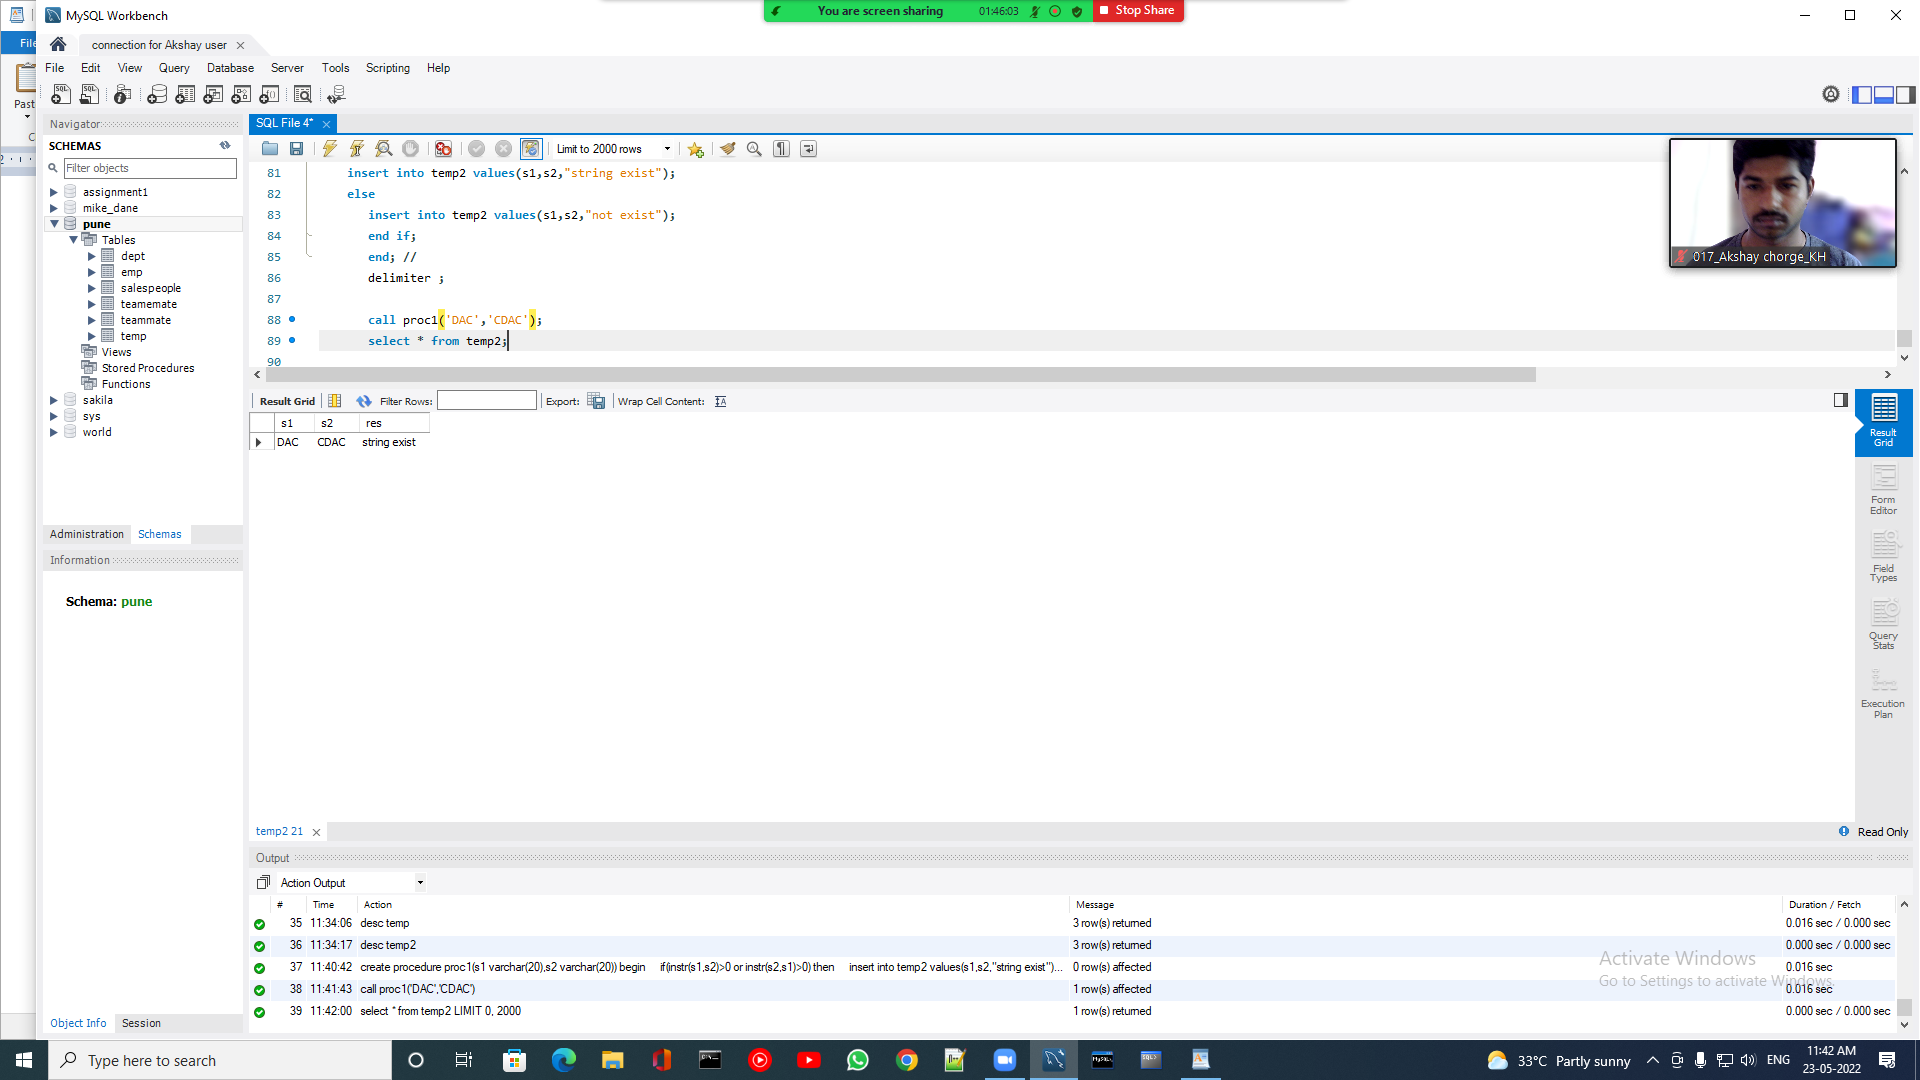 MySQL Workbench
You are screen sharing 01:46:03 Stop Share
File
connection for Akshay user
File Edit View Query Database Server Tools Scripting Help
Past
Navigator
SQL File 4*
SCHEMAS
Limit to 2000 rows
Filter objects
assignment1
mike_dane
pune
Tables
dept
emp
salespeople
teamemate
teammate
temp
Views
Stored Procedures
Functions
sakila
sys
world
81 insert into temp2 values(s1,s2,"string exist");
82 else
83 insert into temp2 values(s1,s2,"not exist");
84 end if;
85 end; //
86 delimiter ;
87
88 call proc1('DAC','CDAC');
89 select * from temp2;
90
017_Akshay chorge_KH
Result Grid Filter Rows: Export: Wrap Cell Content:
s1 s2 res
DAC CDAC string exist
Result Grid
Form Editor
Field Types
Query Stats
Execution Plan
Administration Schemas
Information
Schema: pune
temp2 21
Read Only
Output
Action Output
# Time Action Message Duration / Fetch
35 11:34:06 desc temp 3 row(s) returned 0.016 sec / 0.000 sec
36 11:34:17 desc temp2 3 row(s) returned 0.000 sec / 0.000 sec
37 11:40:42 create procedure proc1(s1 varchar(20),s2 varchar(20)) begin if(instr(s1,s2)>0 or instr(s2,s1)>0) then insert into temp2 values(s1,s2,"string exist")... 0 row(s) affected 0.016 sec
38 11:41:43 call proc1('DAC','CDAC') 1 row(s) affected 0.016 sec
39 11:42:00 select * from temp2 LIMIT 0, 2000 1 row(s) returned 0.000 sec / 0.000 sec
Activate Windows
Go to Settings to activate Windows.
Object Info Session
Type here to search
33°C Partly sunny
ENG
11:42 AM
23-05-2022